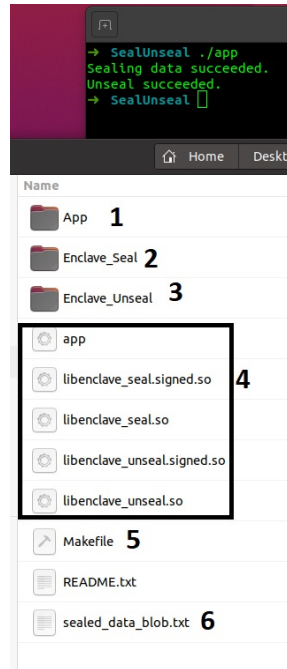 → SealUnseal ./app
Sealing data succeeded.
Unseal succeeded.
→ SealUnseal
Home Deskt
Name
App 1
Enclave_Seal 2
Enclave_Unseal 3
app
libenclave_seal.signed.so 4
libenclave_seal.so
libenclave_unseal.signed.so
libenclave_unseal.so
Makefile 5
README.txt
sealed_data_blob.txt 6